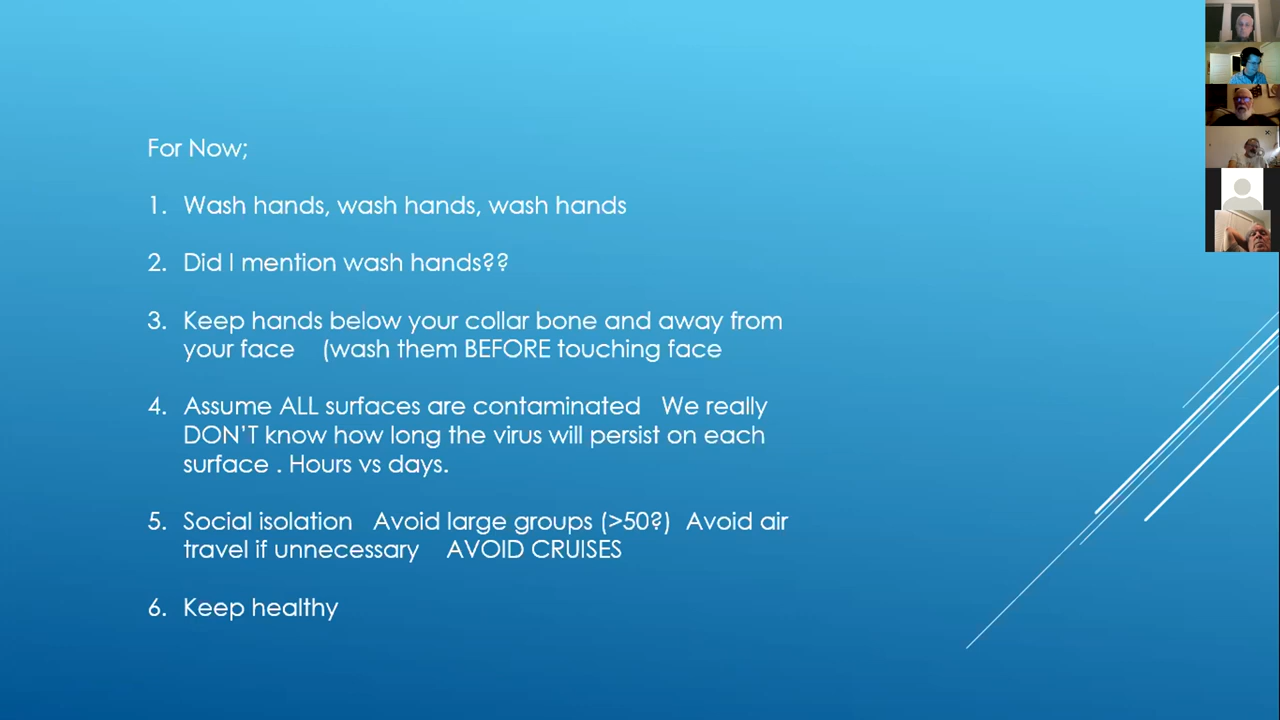 For Now;
1. Wash hands, wash hands, wash hands
2. Did I mention wash hands??
3. Keep hands below your collar bone and away from
your face (wash them BEFORE touching face
4. Assume ALL surfaces are contaminated We really
DON'T know how long the virus will persist on each
surface . Hours vs days.
5. Social isolation Avoid large groups (>50?) Avoid air
travel if unnecessary AVOID CRUISES
6. Keep healthy